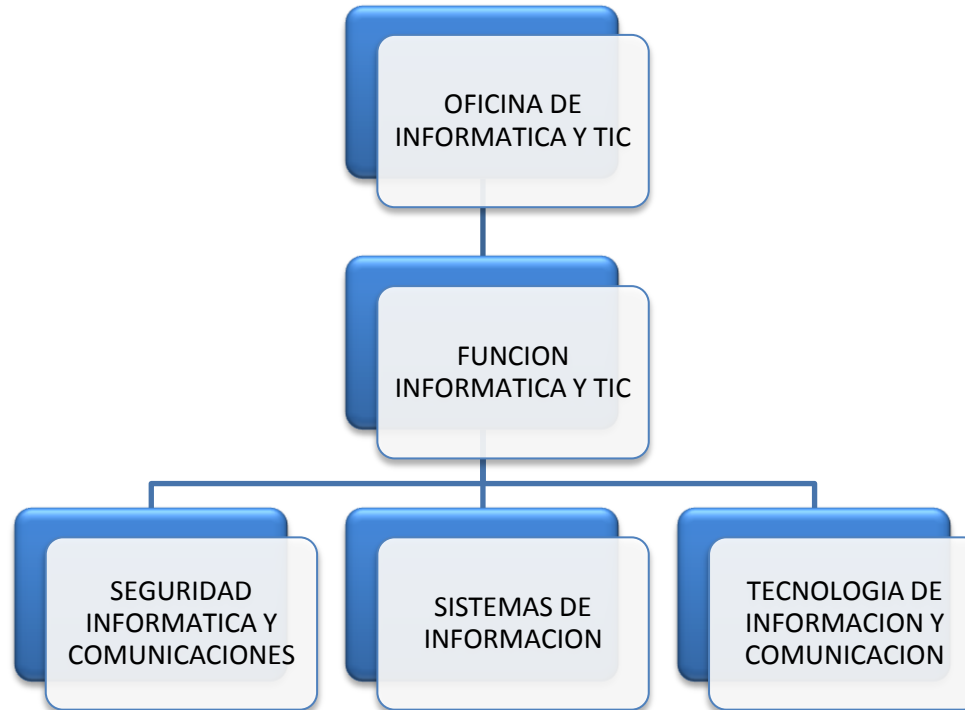 OFICINA DE
INFORMATICA Y TIC
FUNCION
INFORMATICA Y TIC
SEGURIDAD
INFORMATICA Y
COMUNICACIONES
SISTEMAS DE
INFORMACION
TECNOLOGIA DE
INFORMACION Y
COMUNICACION